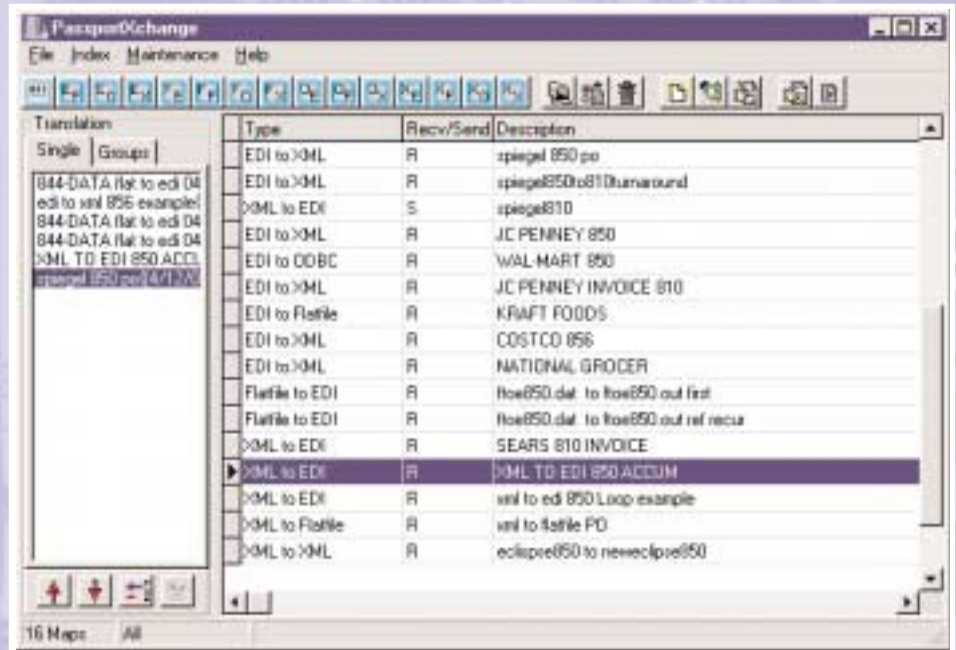 PassportXchange
File Index Maintenance Help
Translation
Single Groups
844-DATA flat to edi 04
edi to xml 856 example(
844-DATA flat to edi 04
844-DATA flat to edi 04
XML TO EDI 850 ACCU
spiegel 850 po(4/12/0
Type Recv/Send Description
EDI to XML R spiegel 850 po
EDI to XML R spiegel850to810turnaround
XML to EDI S spiegel810
EDI to XML R JC PENNEY 850
EDI to ODBC R WAL-MART 850
EDI to XML R JC PENNEY INVOICE 810
EDI to Flatfile R KRAFT FOODS
EDI to XML R COSTCO 856
EDI to XML R NATIONAL GROCER
Flatfile to EDI R ftoe850.dat to ftoe850.out first
Flatfile to EDI R ftoe850.dat to ftoe850.out ref recur
XML to EDI R SEARS 810 INVOICE
XML to EDI R XML TO EDI 850 ACCUM
XML to EDI R xml to edi 850 Loop example
XML to Flatfile R xml to flatfile PO
XML to XML R eclispse850 to neweclipse850
16 Maps All